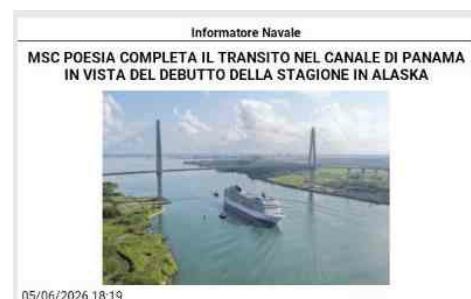 Informatore Navale
MSC POESIA COMPLETA IL TRANSITO NEL CANALE DI PANAMA
IN VISTA DEL DEBUTTO DELLA STAGIONE IN ALASKA
05/06/2026 18:19